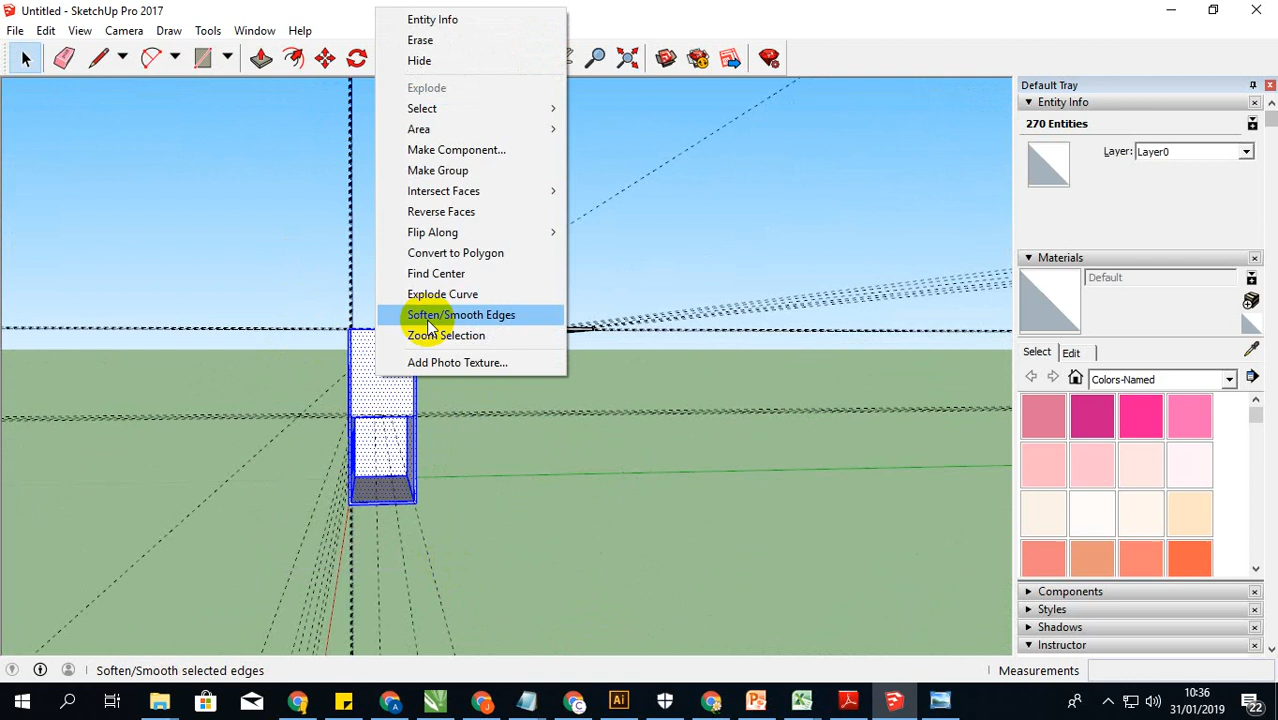 Untitled - SketchUp Pro 2017
File Edit View Camera Draw Tools Window Help
Entity Info
Erase
Hide
Explode
Select
Area
Make Component...
Make Group
Intersect Faces
Reverse Faces
Flip Along
Convert to Polygon
Find Center
Explode Curve
Soften/Smooth Edges
Zoom Selection
Add Photo Texture...
Default Tray
Entity Info
270 Entities
Layer: Layer0
Materials
Default
Select Edit
Colors-Named
Components
Styles
Shadows
Instructor
Soften/Smooth selected edges
Measurements
10:36
31/01/2019
22